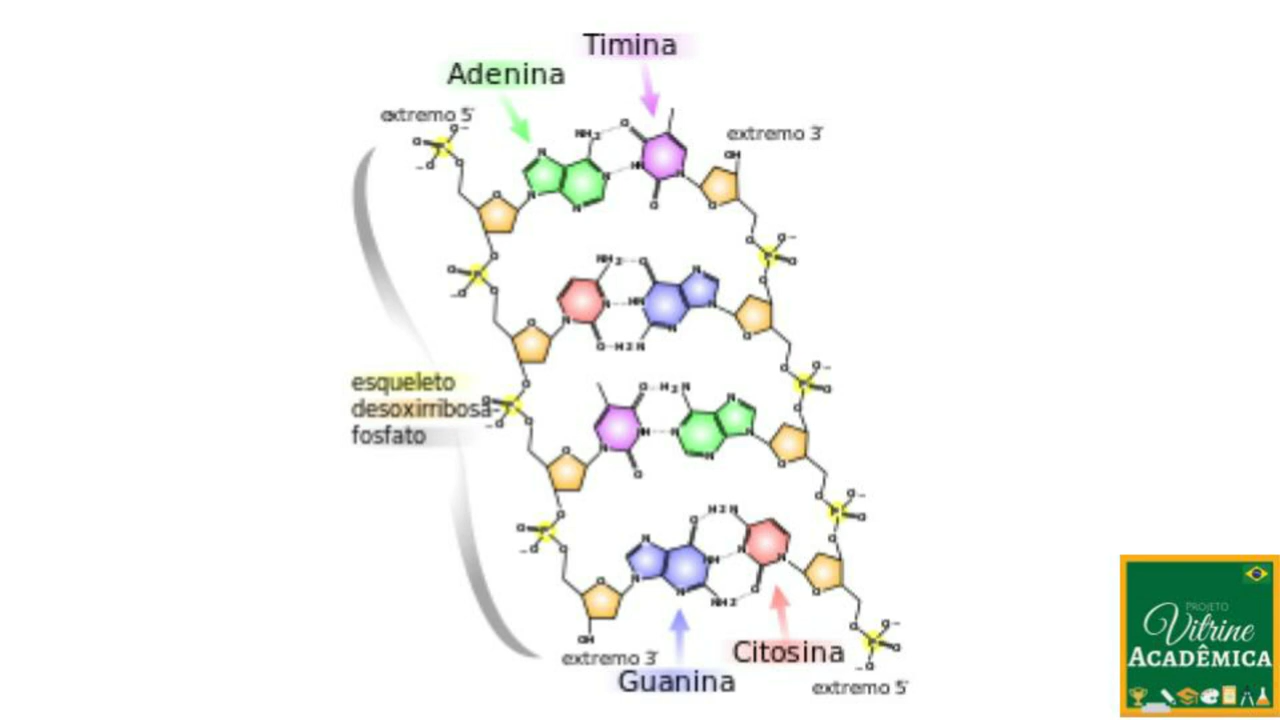 Timina
Adenina
extremo 5'
extremo 3'
esqueleto
desoxirribosa-
fosfato
extremo 3'
Guanina
Citosina
extremo 5'
PROJETO
Vitrine
ACADÊMICA